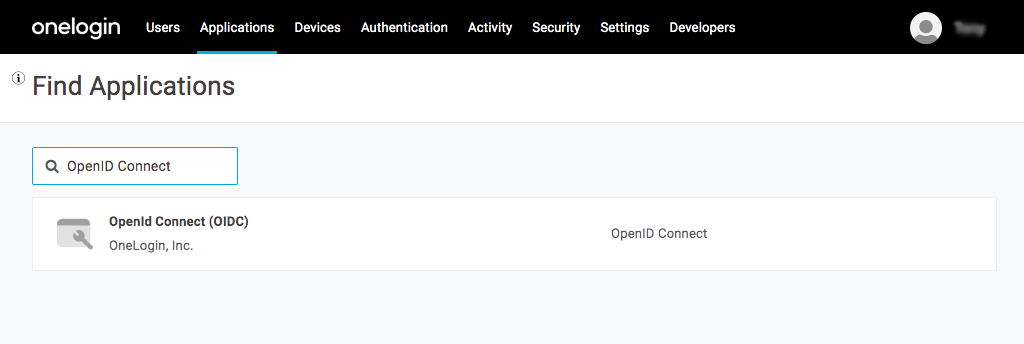 onelogin Users Applications Devices Authentication Activity Security Settings Developers
Find Applications
OpenID Connect
OpenId Connect (OIDC)
OneLogin, Inc.
OpenID Connect